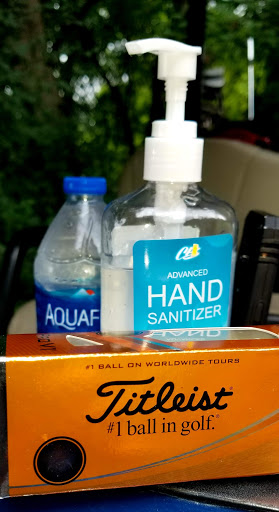 ADVANCED
HAND
SANITIZER
AQUAF
#1 BALL ON WORLDWIDE TOURS
Titleist
#1 ball in golf.